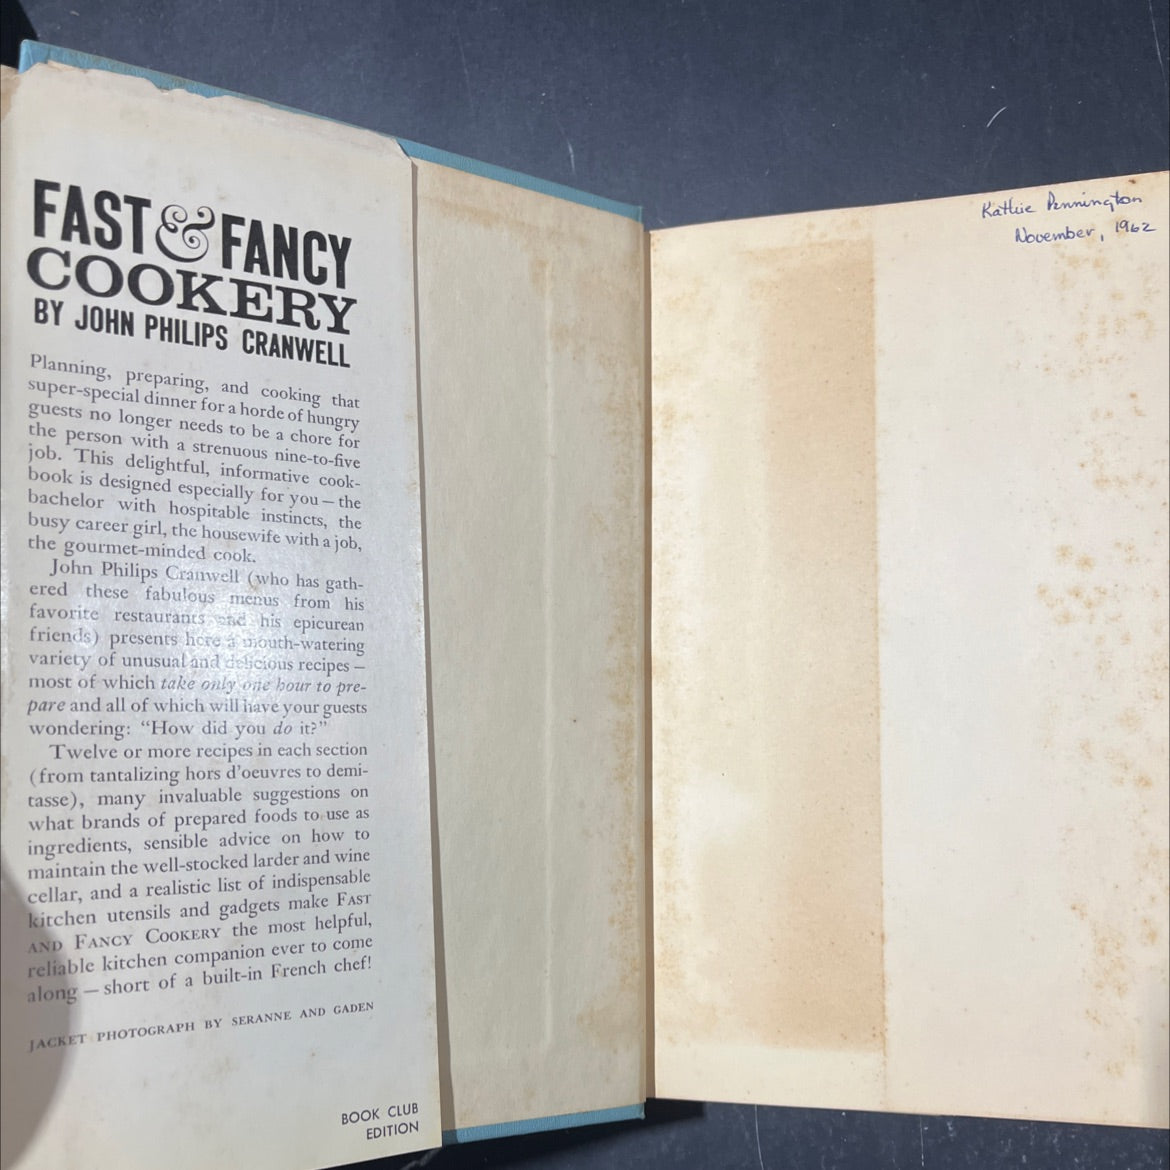 FAST & FANCY
COOKERY
BY JOHN PHILIPS CRANWELL
Planning, preparing, and cooking that
super-special dinner for a horde of hungry
guests no longer needs to be a chore for
the person with a strenuous nine-to-five
job. This delightful, informative cook-
book is designed especially for you — the
bachelor with hospitable instincts, the
busy career girl, the housewife with a job,
the gourmet-minded cook.
John Philips Cranwell (who has gath-
ered these fabulous menus from his
favorite restaurants and his epicurean
friends) presents here a mouth-watering
variety of unusual and delicious recipes —
most of which take only one hour to pre-
pare and all of which will have your guests
wondering: "How did you do it?"
Twelve or more recipes in each section
(from tantalizing hors d'oeuvres to demi-
tasse), many invaluable suggestions on
what brands of prepared foods to use as
ingredients, sensible advice on how to
maintain the well-stocked larder and wine
cellar, and a realistic list of indispensable
kitchen utensils and gadgets make FAST
AND FANCY COOKERY the most helpful,
reliable kitchen companion ever to come
along — short of a built-in French chef!
JACKET PHOTOGRAPH BY SERANNE AND GADEN
BOOK CLUB
EDITION
Kathie Pennington
November, 1962